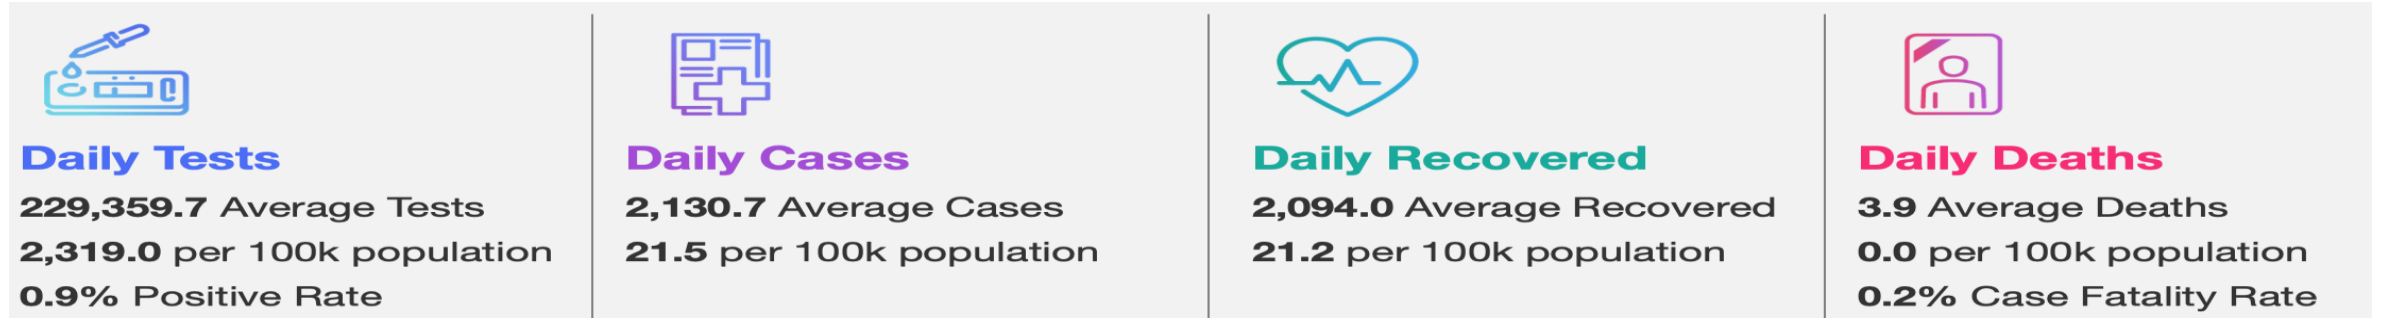 Daily Tests
229,359.7 Average Tests
2,319.0 per 100k population
0.9% Positive Rate
Daily Cases
2,130.7 Average Cases
21.5 per 100k population
Daily Recovered
2,094.0 Average Recovered
21.2 per 100k population
Daily Deaths
3.9 Average Deaths
0.0 per 100k population
0.2% Case Fatality Rate